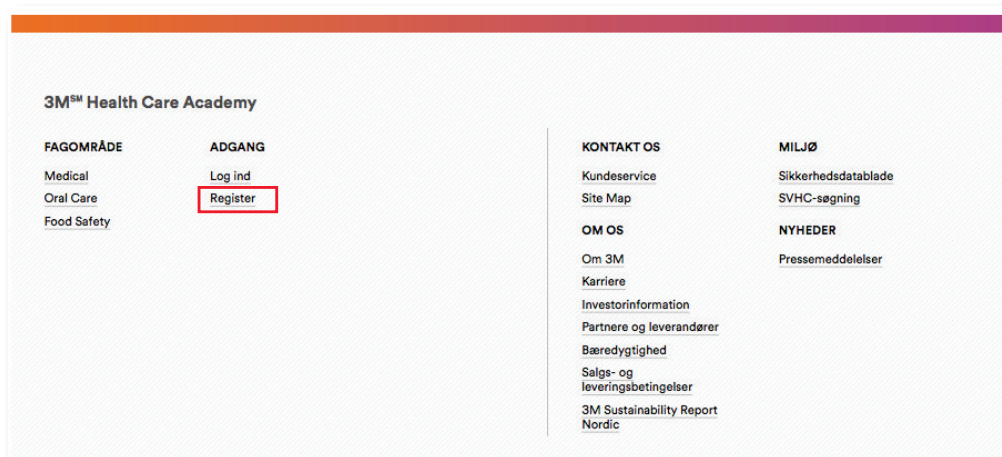 3M℠ Health Care Academy
FAGOMRÅDE
Medical
Oral Care
Food Safety
ADGANG
Log ind
Register
KONTAKT OS
Kundeservice
Site Map
OM OS
Om 3M
Karriere
Investorinformation
Partnere og leverandører
Bæredygtighed
Salgs- og
leveringsbetingelser
3M Sustainability Report
Nordic
MILJØ
Sikkerhedsdatablade
SVHC-søgning
NYHEDER
Pressemeddelelser